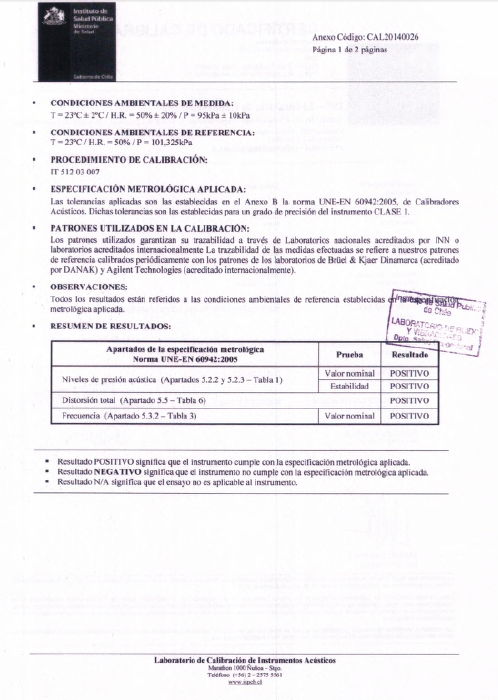 Instituto de
Salud Pública
Ministerio de Salud
Gobierno de Chile
Anexo Código: CAL20140026
Página 1 de 2 páginas
CONDICIONES AMBIENTALES DE MEDIDA:
T = 23ºC ± 2ºC / H.R. = 50% ± 20% / P = 95kPa ± 10kPa
CONDICIONES AMBIENTALES DE REFERENCIA:
T = 23ºC / H.R. = 50% / P = 101,325kPa
PROCEDIMIENTO DE CALIBRACIÓN:
IT 512 03 007
ESPECIFICACIÓN METROLÓGICA APLICADA:
Las tolerancias aplicadas son las establecidas en el Anexo B la norma UNE-EN 60942:2005, de Calibradores
Acústicos. Dichas tolerancias son las establecidas para un grado de precisión del instrumento CLASE 1.
PATRONES UTILIZADOS EN LA CALIBRACIÓN:
Los patrones utilizados garantizan su trazabilidad a través de Laboratorios nacionales acreditados por INN o
laboratorios acreditados internacionalmente La trazabilidad de las medidas efectuadas se refiere a nuestros patrones
de referencia calibrados periódicamente con los patrones de los laboratorios de Brüel & Kjaer Dinamarca (acreditado
por DANAK) y Agilent Technologies (acreditado internacionalmente).
OBSERVACIONES:
Todos los resultados están referidos a las condiciones ambientales de referencia establecidas en la especificación
metrológica aplicada.
de Salud Públic
de Chile
LABORATORIO DE RUIDO
Y
Dpto.
RESUMEN DE RESULTADOS:
Apartados de la especificación metrológica
Norma UNE-EN 60942:2005
Prueba
Resultado
Niveles de presión acústica (Apartados 5.2.2 y 5.2.3 – Tabla 1)
Valor nominal
POSITIVO
Estabilidad
POSITIVO
Distorsión total (Apartado 5.5 – Tabla 6)
POSITIVO
Frecuencia (Apartado 5.3.2 – Tabla 3)
Valor nominal
POSITIVO
Resultado POSITIVO significa que el instrumento cumple con la especificación metrológica aplicada.
Resultado NEGATIVO significa que el instrumento no cumple con la especificación metrológica aplicada.
Resultado N/A significa que el ensayo no es aplicable al instrumento.
Laboratorio de Calibración de Instrumentos Acústicos
Marathon 1000 Ñuñoa – Stgo.
Teléfono (+56) 2 – 2575 5561
www.ispch.cl